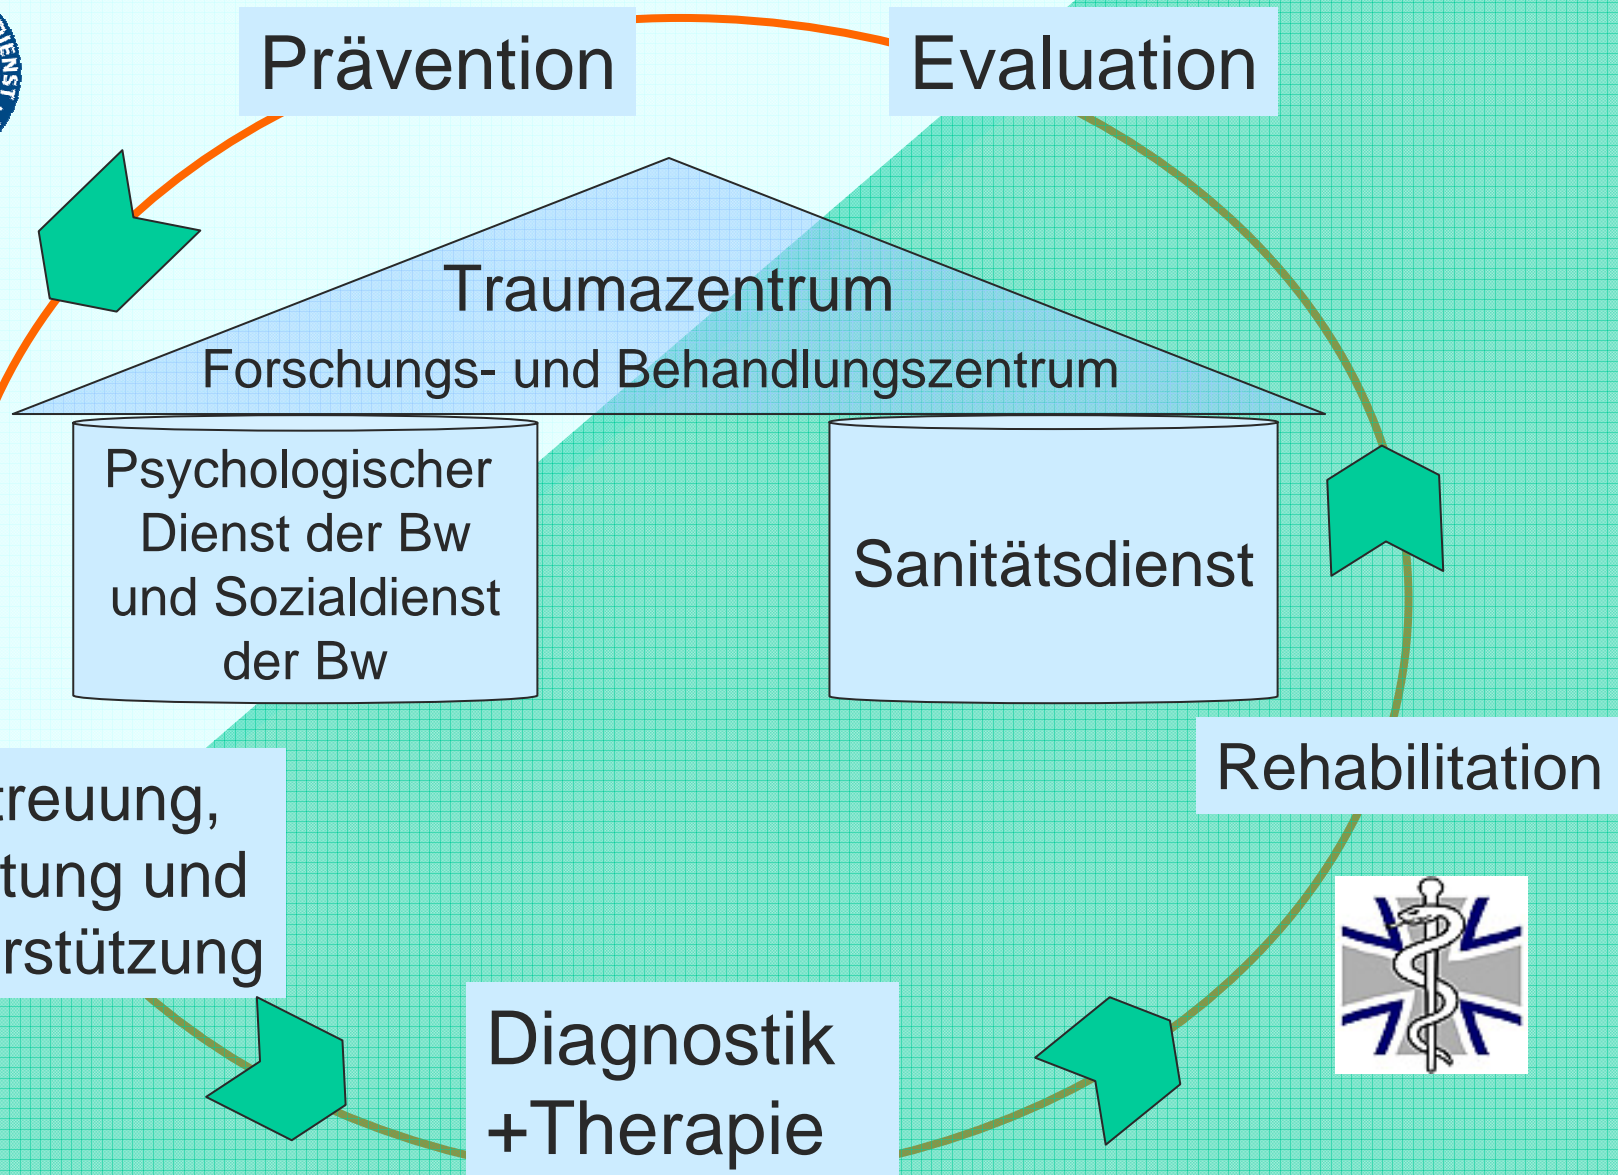 Prävention
Evaluation
Traumazentrum
Forschungs- und Behandlungszentrum
Psychologischer
Dienst der Bw
und Sozialdienst
der Bw
Sanitätsdienst
Rehabilitation
treuung,
tung und
rstützung
Diagnostik
+Therapie